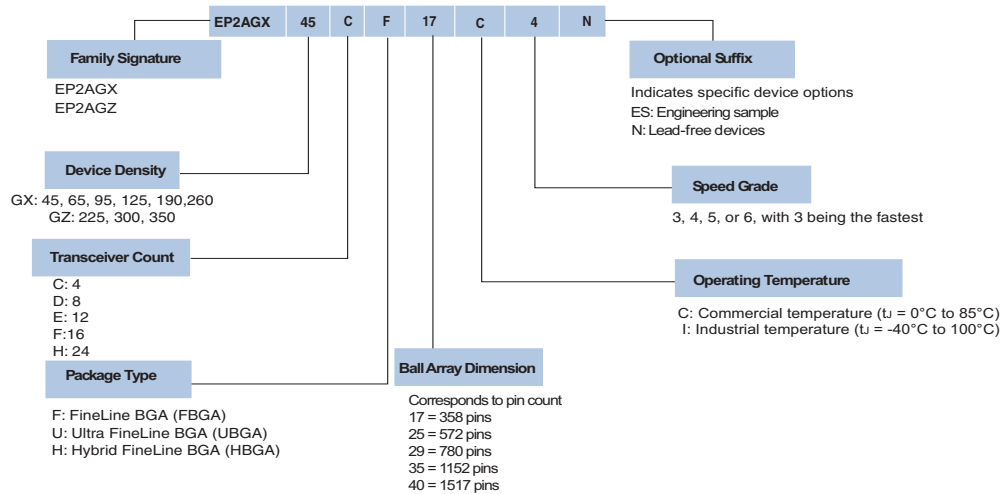 EP2AGX 45 C F 17 C 4 N
Family Signature
EP2AGX
EP2AGZ
Optional Suffix
Indicates specific device options
ES: Engineering sample
N: Lead-free devices
Device Density
GX: 45, 65, 95, 125, 190,260
GZ: 225, 300, 350
Speed Grade
3, 4, 5, or 6, with 3 being the fastest
Transceiver Count
C: 4
D: 8
E: 12
F:16
H: 24
Operating Temperature
C: Commercial temperature (tJ = 0°C to 85°C)
I: Industrial temperature (tJ = -40°C to 100°C)
Package Type
F: FineLine BGA (FBGA)
U: Ultra FineLine BGA (UBGA)
H: Hybrid FineLine BGA (HBGA)
Ball Array Dimension
Corresponds to pin count
17 = 358 pins
25 = 572 pins
29 = 780 pins
35 = 1152 pins
40 = 1517 pins